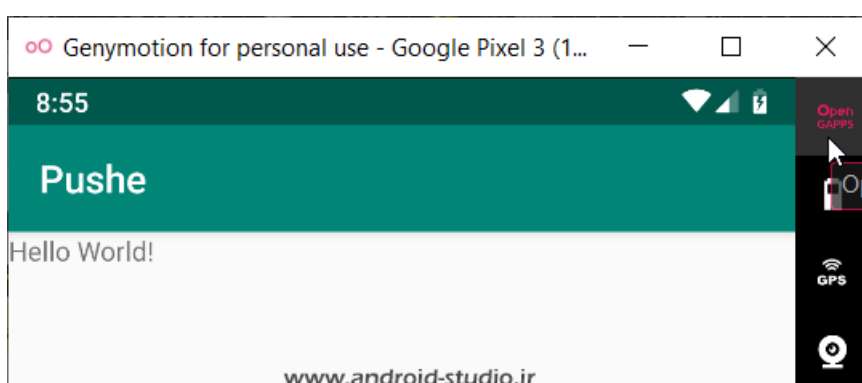 Genymotion for personal use - Google Pixel 3 (1...
8:55
Open
GAPPS
Pushe
Op
Hello World!
GPS
www.android-studio.ir